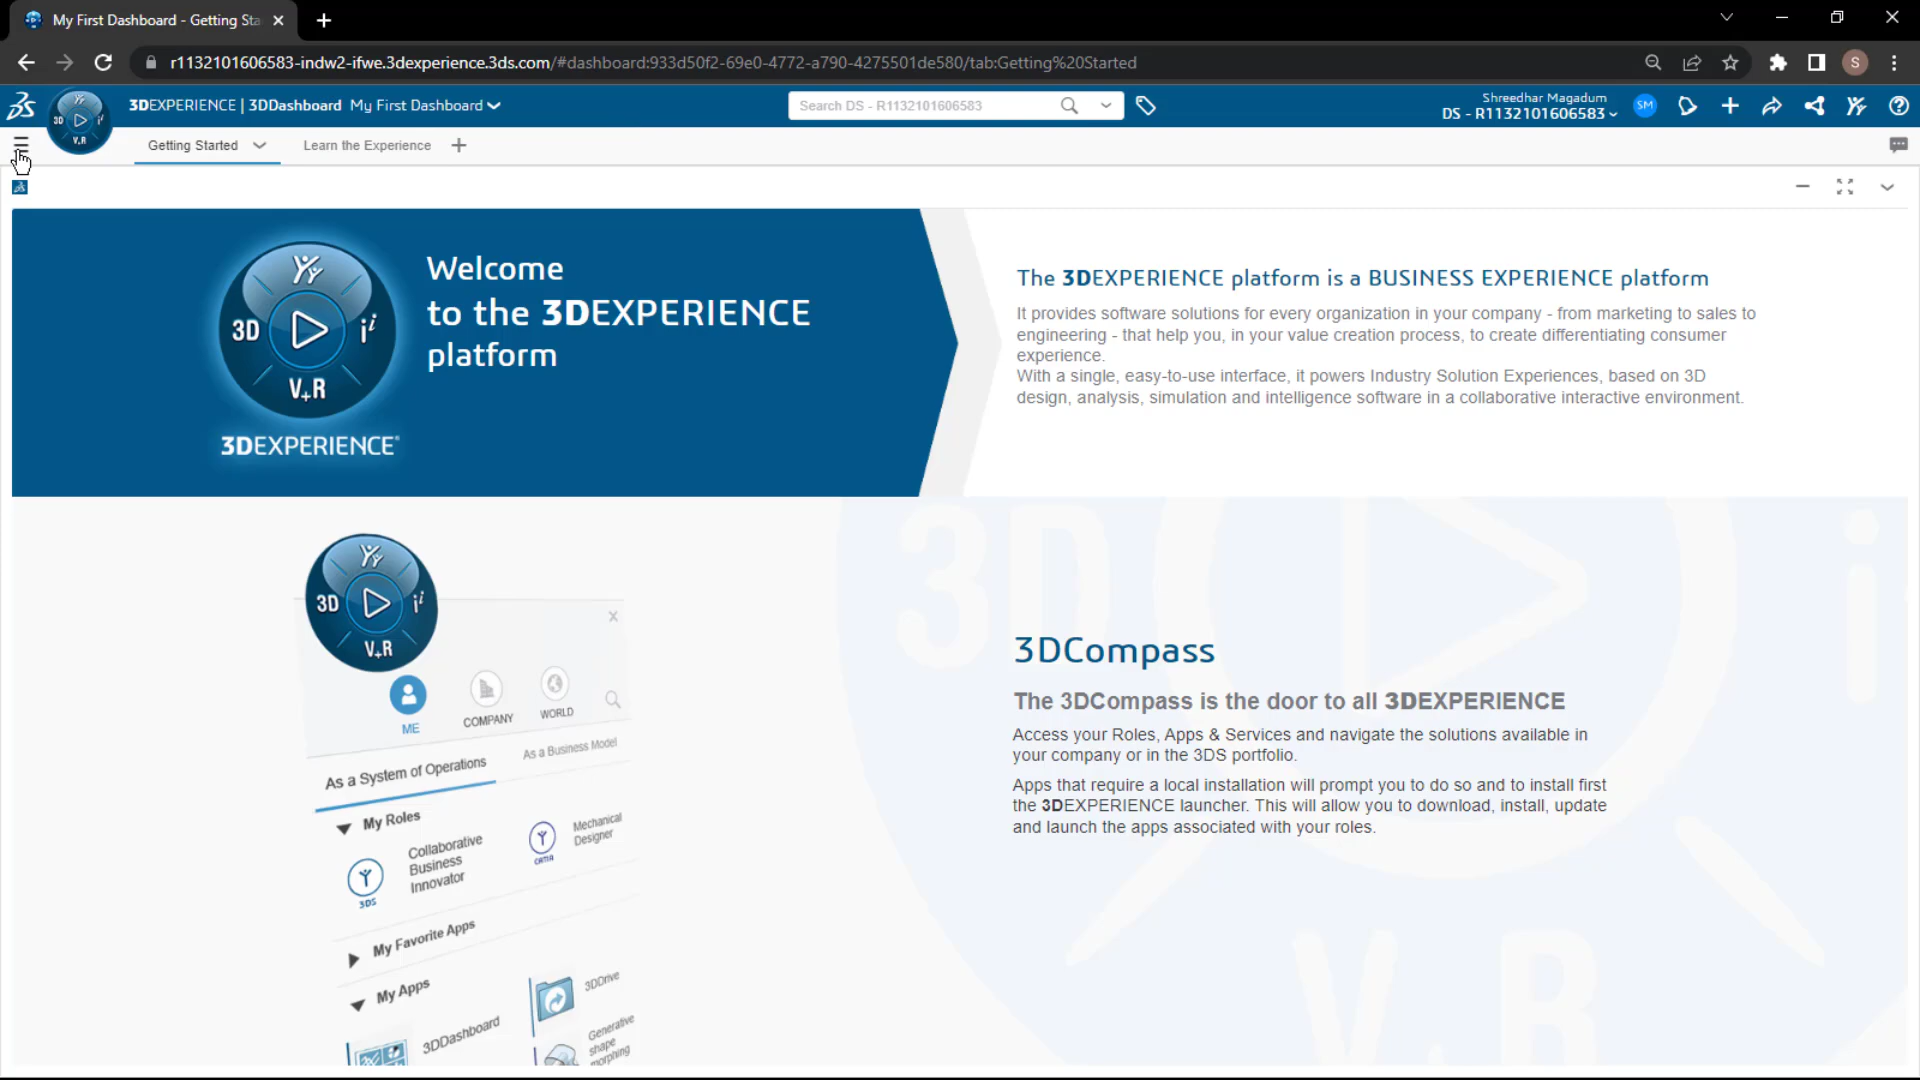 My First Dashboard - Getting Sta
r1132101606583-indw2-ifwe.3dexperience.3ds.com/#dashboard:933d50f2-69e0-4772-a790-4275501de580/tab:Getting%20Started
S
3D
V.R
3DEXPERIENCE | 3DDashboard My First Dashboard
Search DS - R1132101606583
Shreedhar Magadum
DS - R1132101606583
SM
Getting Started
Learn the Experience
3D
V+R
3DEXPERIENCE®
Welcome
to the 3DEXPERIENCE
platform
The 3DEXPERIENCE platform is a BUSINESS EXPERIENCE platform
It provides software solutions for every organization in your company - from marketing to sales to
engineering - that help you, in your value creation process, to create differentiating consumer
experience.
With a single, easy-to-use interface, it powers Industry Solution Experiences, based on 3D
design, analysis, simulation and intelligence software in a collaborative interactive environment.
3D
V+R
ME
COMPANY
WORLD
As a System of Operations
As a Business Model
My Roles
Collaborative
Business
Innovator
3DS
Mechanical
Designer
CATIA
My Favorite Apps
My Apps
3DDashboard
3DDrive
Generative
shape
morphing
3D
i
V.R
3DCompass
The 3DCompass is the door to all 3DEXPERIENCE
Access your Roles, Apps & Services and navigate the solutions available in
your company or in the 3DS portfolio.
Apps that require a local installation will prompt you to do so and to install first
the 3DEXPERIENCE launcher. This will allow you to download, install, update
and launch the apps associated with your roles.